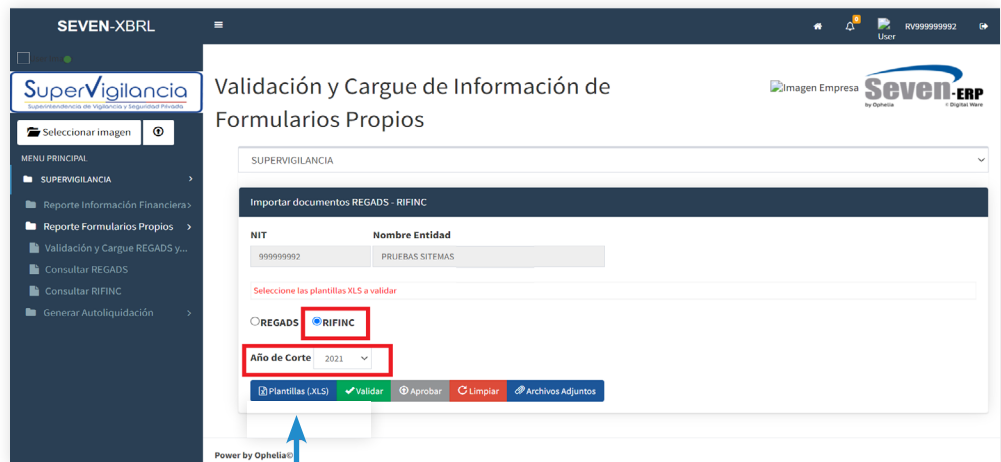 SEVEN-XBRL
0
User
RV999999992
SuperVigilancia
Superintendencia de Vigilancia y Seguridad Privada
Seleccionar imagen
MENU PRINCIPAL
SUPERVIGILANCIA
Reporte Información Financiera
Reporte Formularios Propios
Validación y Cargue REGADS y...
Consultar REGADS
Consultar RIFINC
Generar Autoliquidación
Validación y Cargue de Información de
Formularios Propios
Imagen Empresa
Seven-ERP
by Ophelia
© Digital Ware
SUPERVIGILANCIA
Importar documentos REGADS - RIFINC
NIT Nombre Entidad
999999992 PRUEBAS SITEMAS
Seleccione las plantillas XLS a validar
REGADS RIFINC
Año de Corte 2021
Plantillas (.XLS) Validar Aprobar Limpiar Archivos Adjuntos
Power by Ophelia©